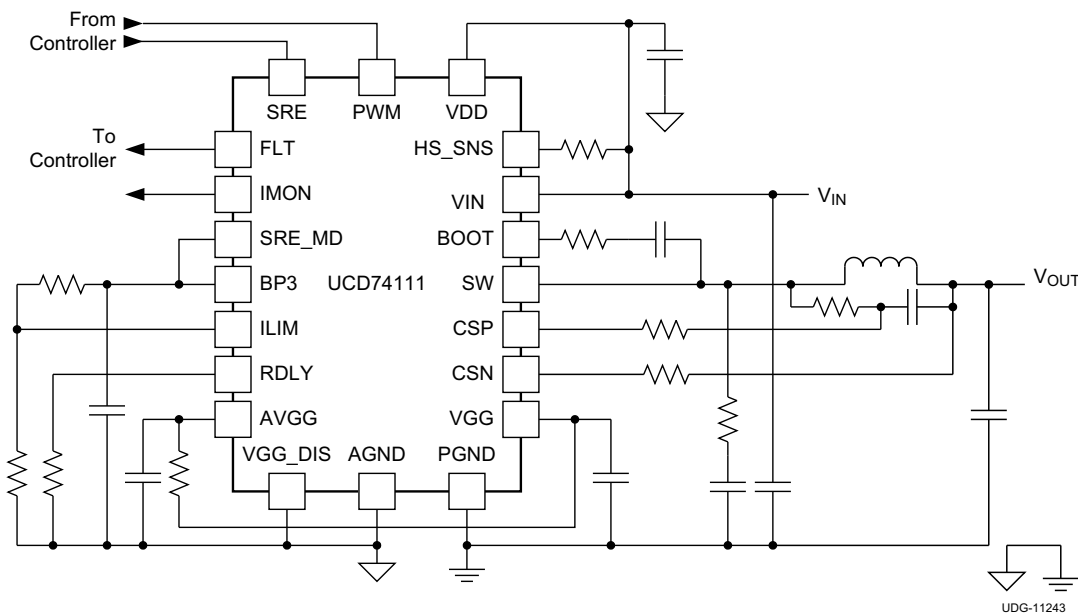 From
Controller
SRE
PWM
VDD
To
Controller
FLT
HS_SNS
IMON
VIN
V_IN
SRE_MD
BOOT
BP3
UCD74111
SW
V_OUT
ILIM
CSP
RDLY
CSN
AVGG
VGG
VGG_DIS
AGND
PGND
UDG-11243